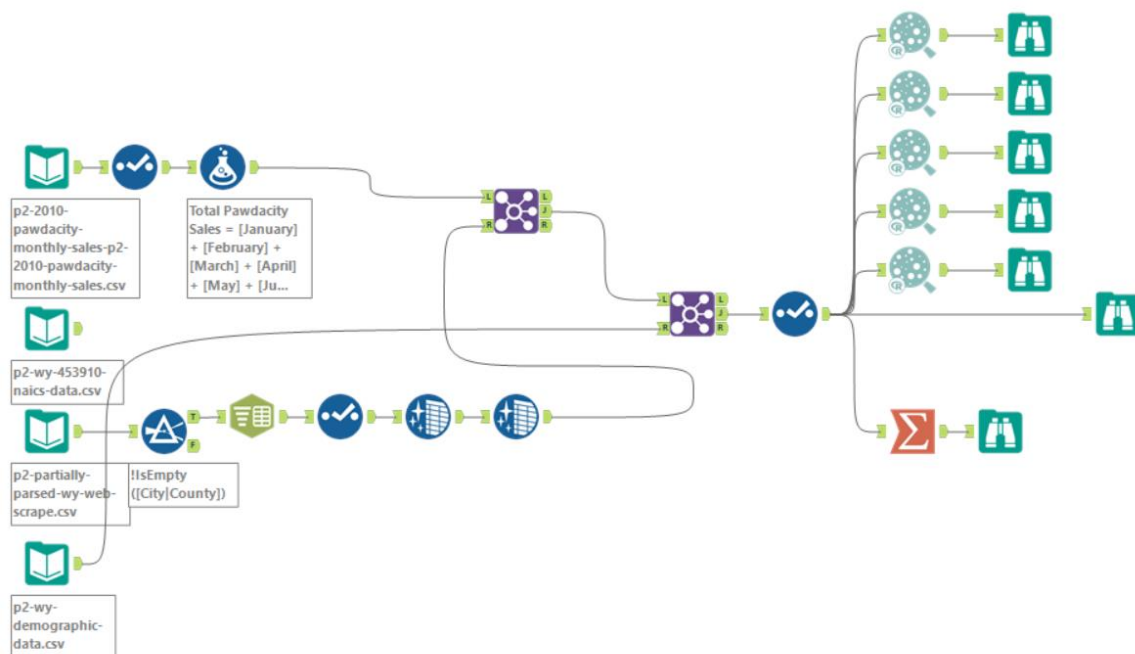 p2-2010-
pawdacity-
monthly-sales-p2-
2010-pawdacity-
monthly-sales.csv
Total Pawdacity
Sales = [January]
+ [February] +
[March] + [April]
+ [May] + [Ju...
L
R
L
J
R
L
R
L
J
R
p2-wy-453910-
naics-data.csv
T
F
p2-partially-
parsed-wy-web-
scrape.csv
!IsEmpty
([City|County])
p2-wy-
demographic-
data.csv
R
R
R
R
R
Σ